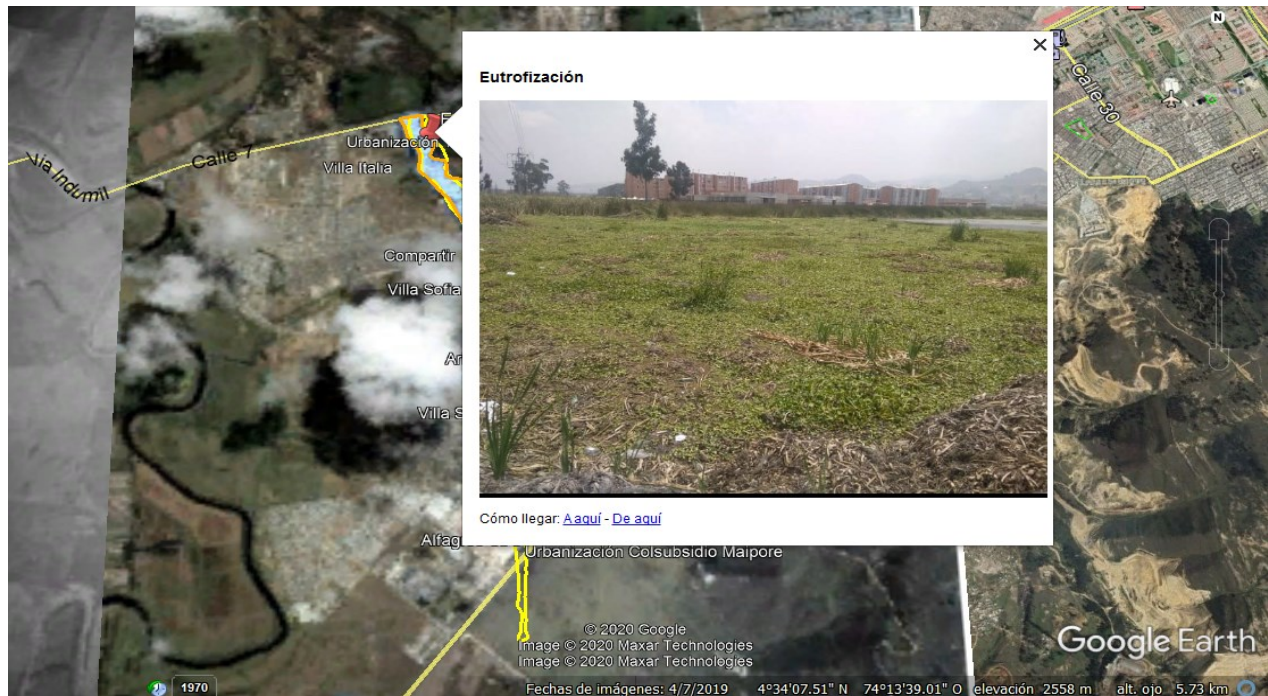 N
Eutrofización
Calle 30
Urbanización
Calle 7
Villa Italia
Vía Indumil
Compartir
Villa Sofia
Villa S
Cómo llegar: A aquí - De aquí
Urbanización Colsubsidio Maipore
© 2020 Google
Image © 2020 Maxar Technologies
Image © 2020 Maxar Technologies
Google Earth
1970
Fechas de imágenes: 4/7/2019 4°34'07.51" N 74°13'39.01" O elevación 2558 m alt. ojo 5.73 km